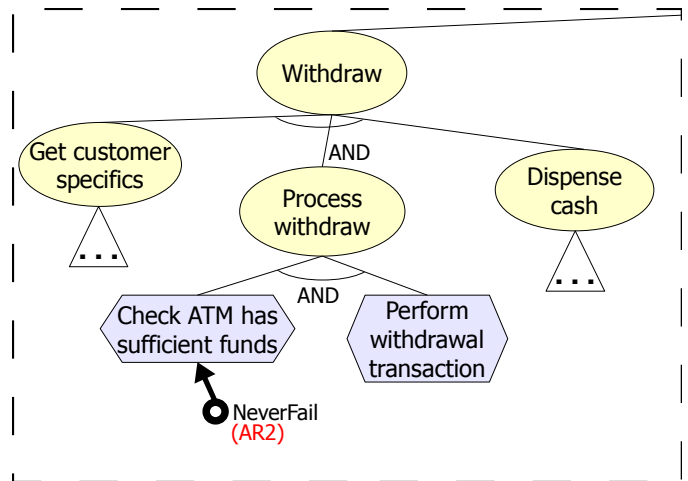 Withdraw
Get customer
specifics
AND
Process
withdraw
Dispense
cash
...
...
AND
Check ATM has
sufficient funds
Perform
withdrawal
transaction
NeverFail
(AR2)